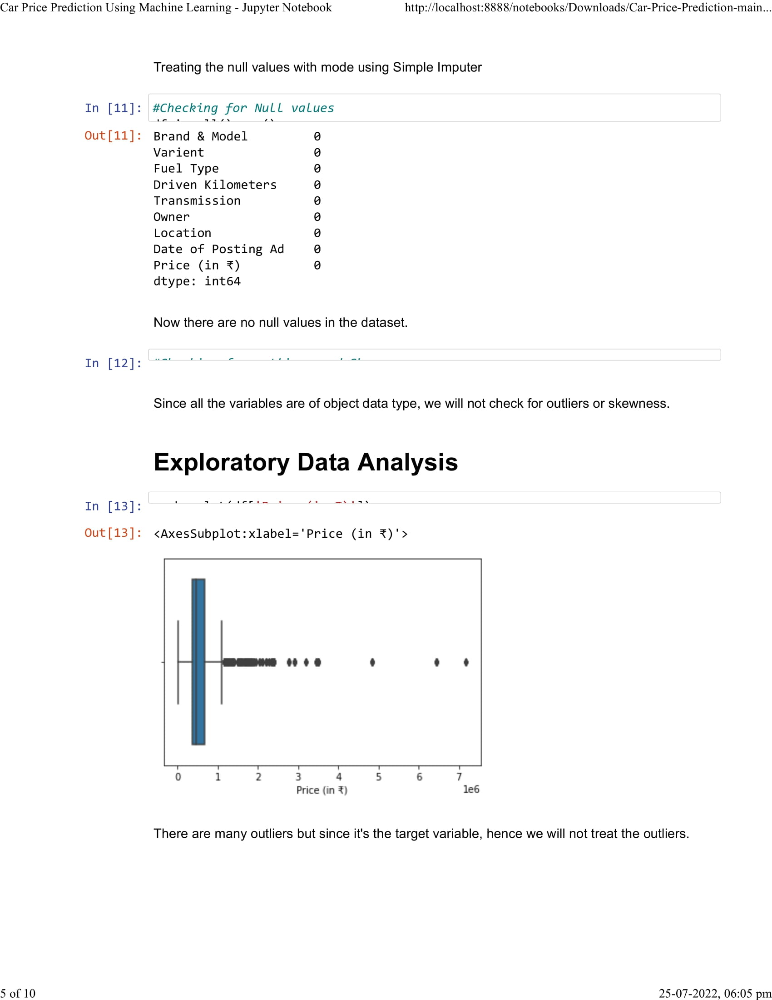 Car Price Prediction Using Machine Learning - Jupyter Notebook
http://localhost:8888/notebooks/Downloads/Car-Price-Prediction-main...
Treating the null values with mode using Simple Imputer
In [11]: #Checking for Null values
Out[11]: Brand & Model 0
Varient 0
Fuel Type 0
Driven Kilometers 0
Transmission 0
Owner 0
Location 0
Date of Posting Ad 0
Price (in ₹) 0
dtype: int64
Now there are no null values in the dataset.
In [12]:
Since all the variables are of object data type, we will not check for outliers or skewness.
Exploratory Data Analysis
In [13]:
Out[13]: <AxesSubplot:xlabel='Price (in ₹)'>
0 1 2 3 4 5 6 7
Price (in ₹)
1e6
There are many outliers but since it's the target variable, hence we will not treat the outliers.
5 of 10
25-07-2022, 06:05 pm